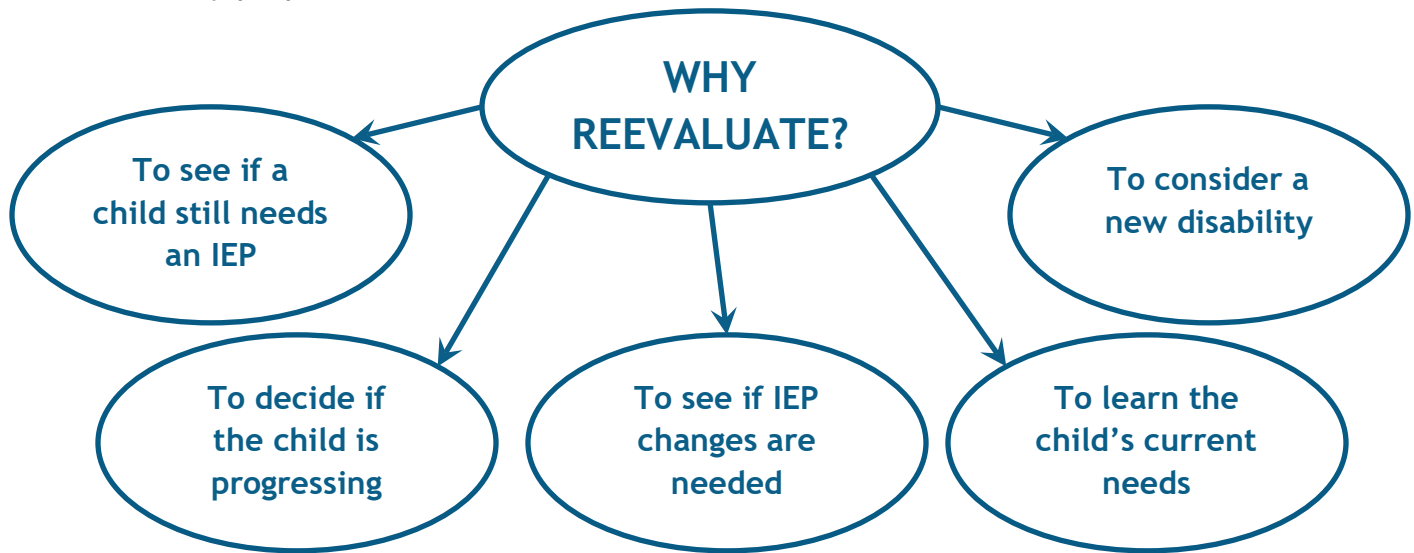 WHY
REEVALUATE?
To see if a
child still needs
an IEP
To consider a
new disability
To decide if
the child is
progressing
To see if IEP
changes are
needed
To learn the
child’s current
needs